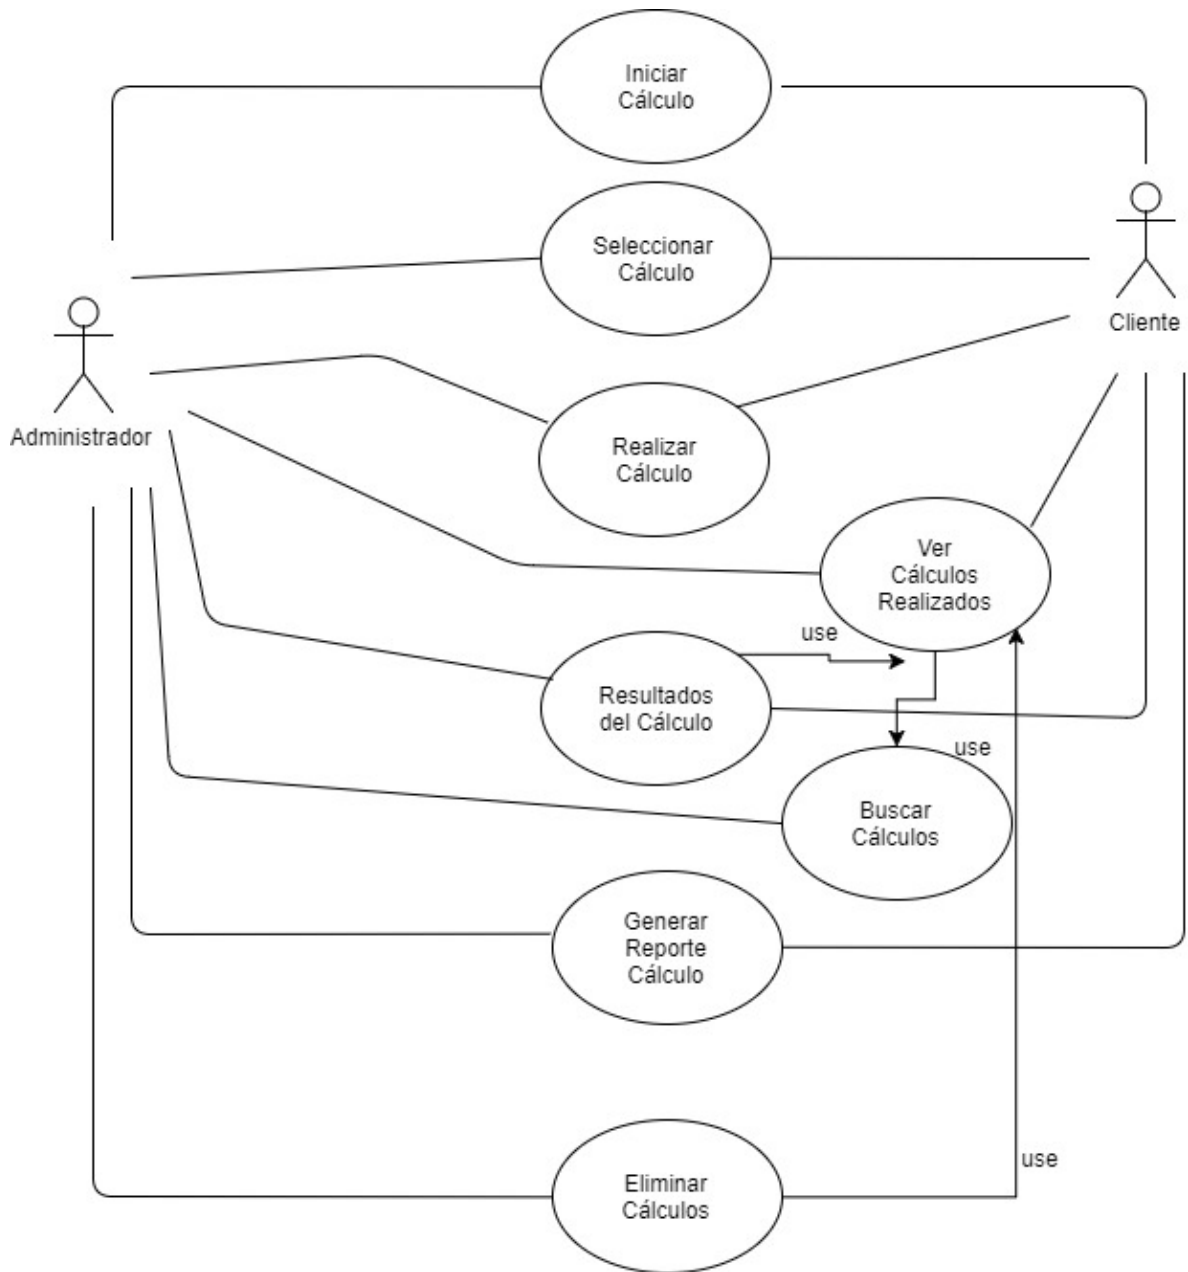 Iniciar
Cálculo
Seleccionar
Cálculo
Cliente
Administrador
Realizar
Cálculo
Ver
Cálculos
Realizados
use
Resultados
del Cálculo
use
Buscar
Cálculos
Generar
Reporte
Cálculo
use
Eliminar
Cálculos